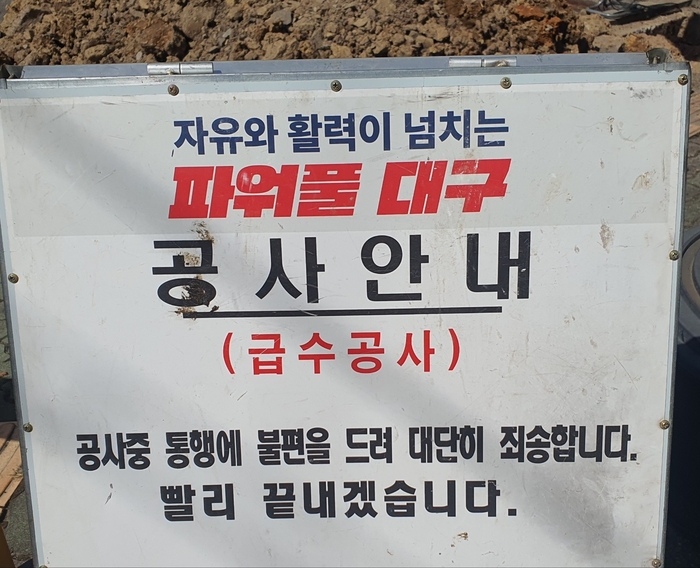 자유와 활력이 넘치는
파워풀 대구
공사안내
(급수공사)
공사중 통행에 불편을 드려 대단히 죄송합니다.
빨리 끝내겠습니다.